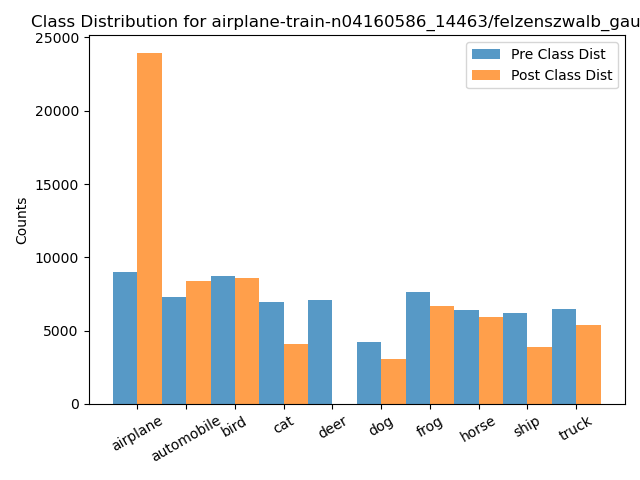 Class Distribution for airplane-train-n04160586_14463/felzenszwalb_gau
Pre Class Dist
Post Class Dist
Counts
25000
20000
15000
10000
5000
0
airplane
automobile
bird
cat
deer
dog
frog
horse
ship
truck